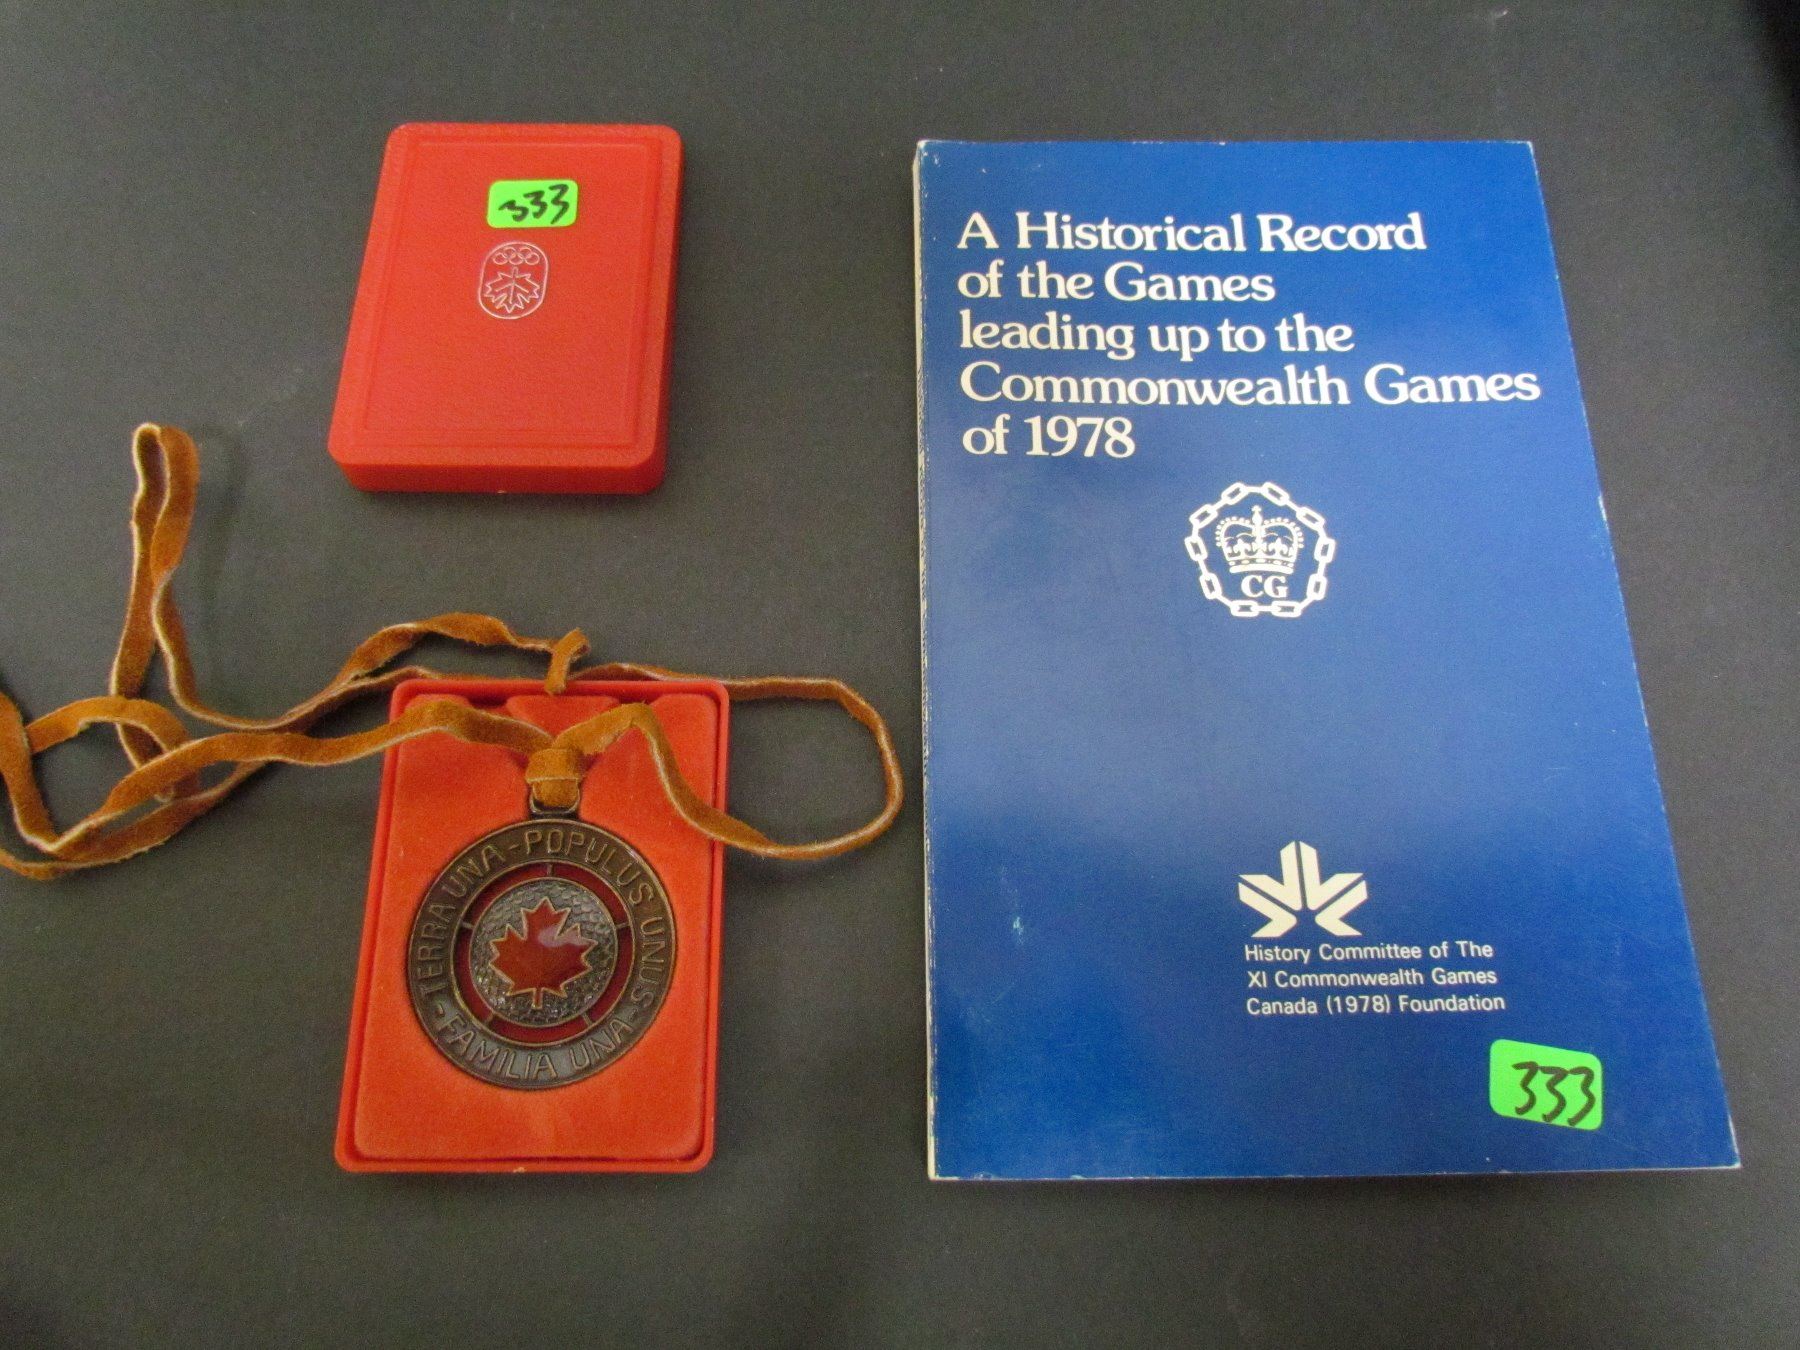 333
A Historical Record
of the Games
leading up to the
Commonwealth Games
of 1978
CG
TERRA UNA - POPULUS UNUS - FAMILIA UNA -
History Committee of The
XI Commonwealth Games
Canada (1978) Foundation
333